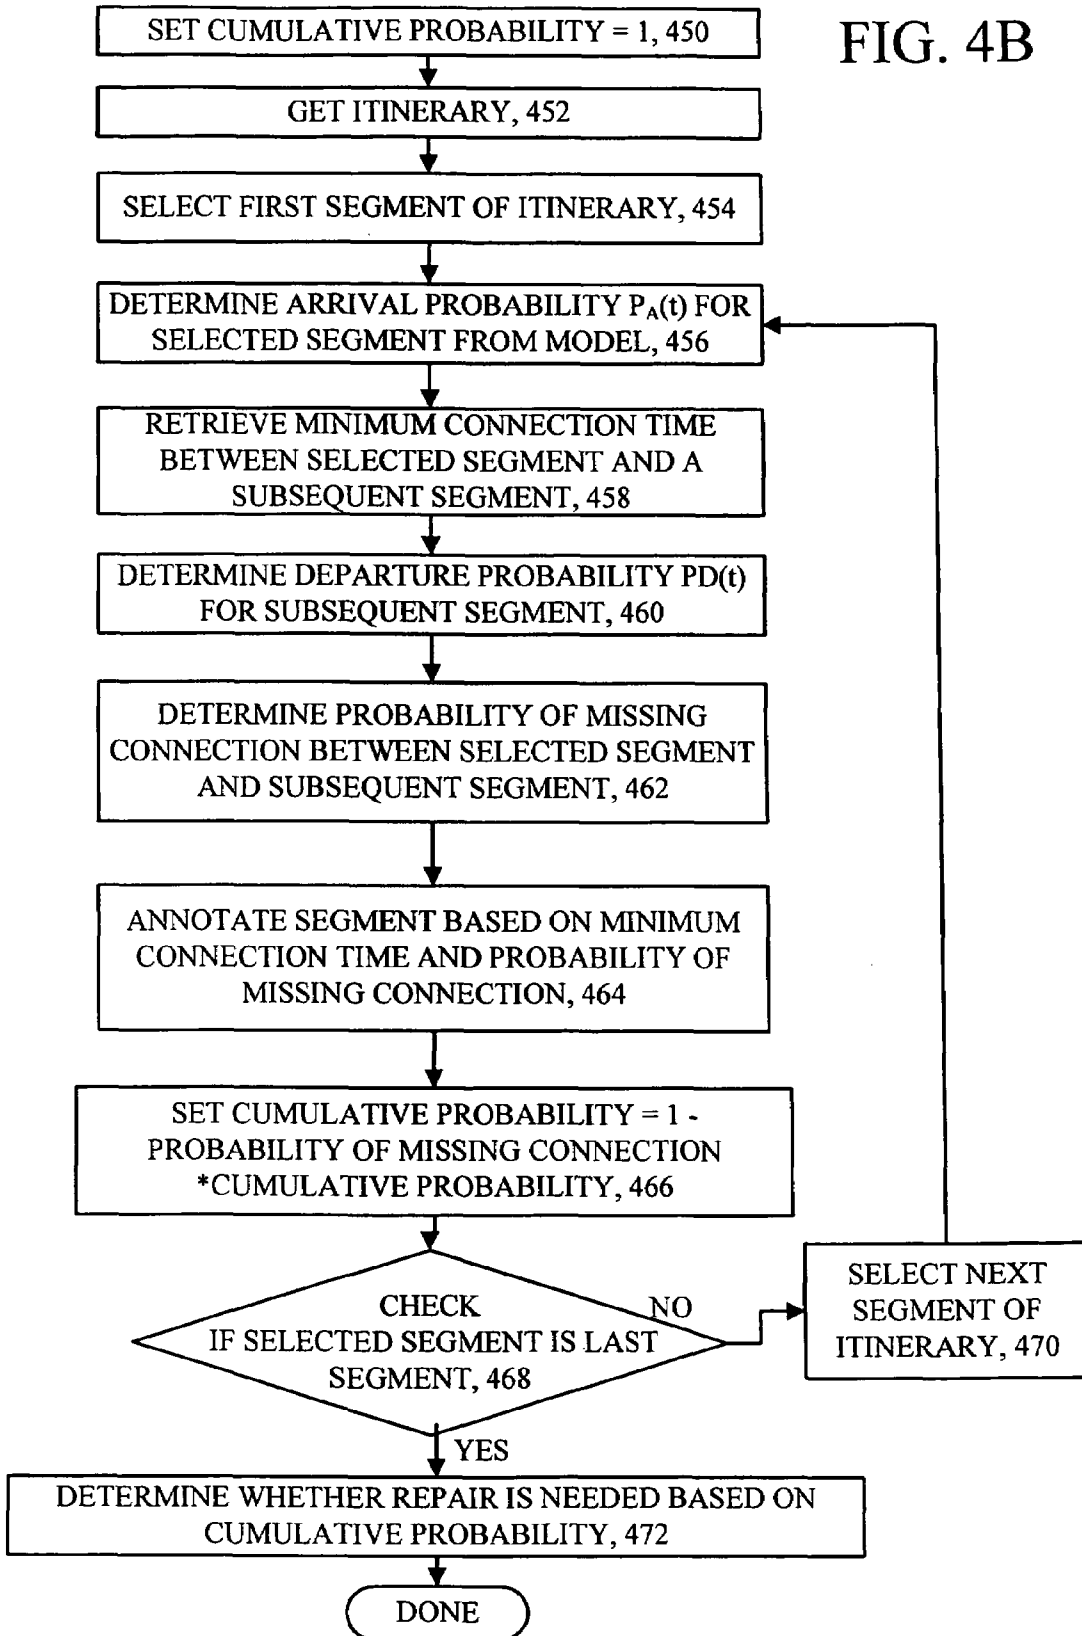 FIG. 4B
SET CUMULATIVE PROBABILITY = 1, 450
GET ITINERARY, 452
SELECT FIRST SEGMENT OF ITINERARY, 454
DETERMINE ARRIVAL PROBABILITY P_A(t) FOR
SELECTED SEGMENT FROM MODEL, 456
RETRIEVE MINIMUM CONNECTION TIME
BETWEEN SELECTED SEGMENT AND A
SUBSEQUENT SEGMENT, 458
DETERMINE DEPARTURE PROBABILITY PD(t)
FOR SUBSEQUENT SEGMENT, 460
DETERMINE PROBABILITY OF MISSING
CONNECTION BETWEEN SELECTED SEGMENT
AND SUBSEQUENT SEGMENT, 462
ANNOTATE SEGMENT BASED ON MINIMUM
CONNECTION TIME AND PROBABILITY OF
MISSING CONNECTION, 464
SET CUMULATIVE PROBABILITY = 1 -
PROBABILITY OF MISSING CONNECTION
*CUMULATIVE PROBABILITY, 466
CHECK
IF SELECTED SEGMENT IS LAST
SEGMENT, 468
NO
SELECT NEXT
SEGMENT OF
ITINERARY, 470
YES
DETERMINE WHETHER REPAIR IS NEEDED BASED ON
CUMULATIVE PROBABILITY, 472
DONE